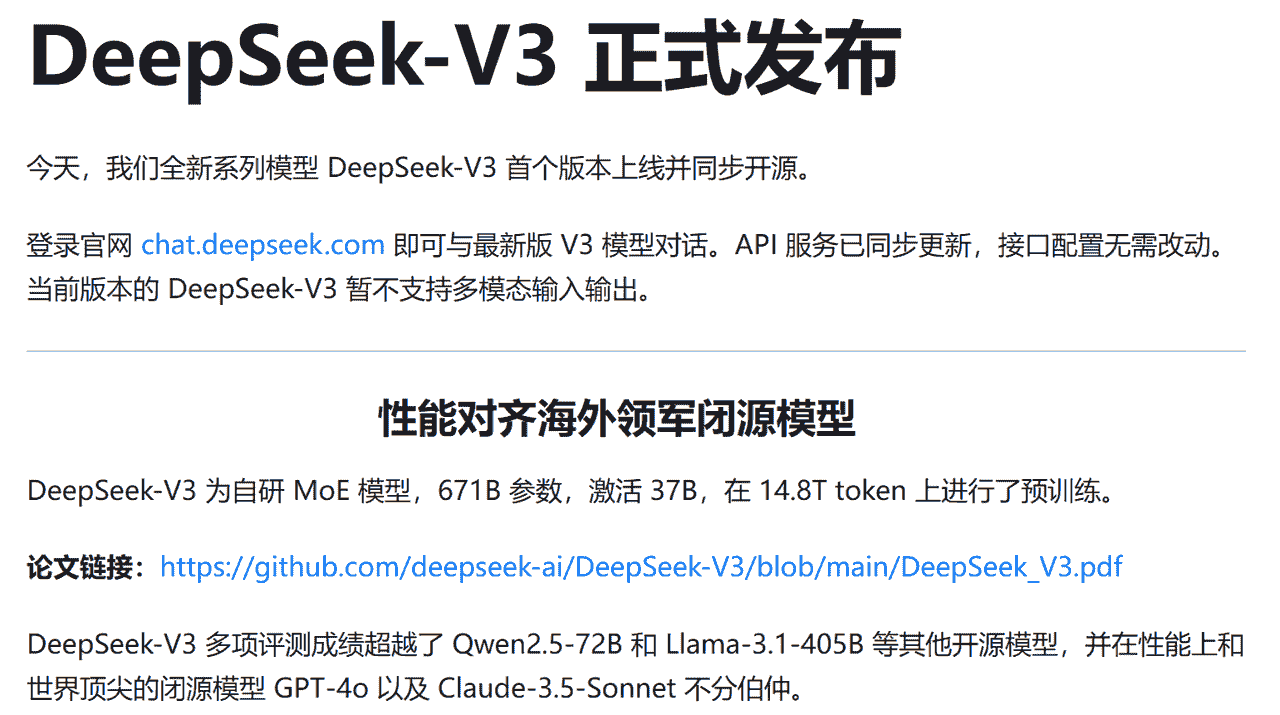 DeepSeek-V3 正式发布
今天，我们全新系列模型 DeepSeek-V3 首个版本上线并同步开源。
登录官网 chat.deepseek.com 即可与最新版 V3 模型对话。API 服务已同步更新，接口配置无需改动。
当前版本的 DeepSeek-V3 暂不支持多模态输入输出。
性能对齐海外领军闭源模型
DeepSeek-V3 为自研 MoE 模型，671B 参数，激活 37B，在 14.8T token 上进行了预训练。
论文链接：https://github.com/deepseek-ai/DeepSeek-V3/blob/main/DeepSeek_V3.pdf
DeepSeek-V3 多项评测成绩超越了 Qwen2.5-72B 和 Llama-3.1-405B 等其他开源模型，并在性能上和
世界顶尖的闭源模型 GPT-4o 以及 Claude-3.5-Sonnet 不分伯仲。